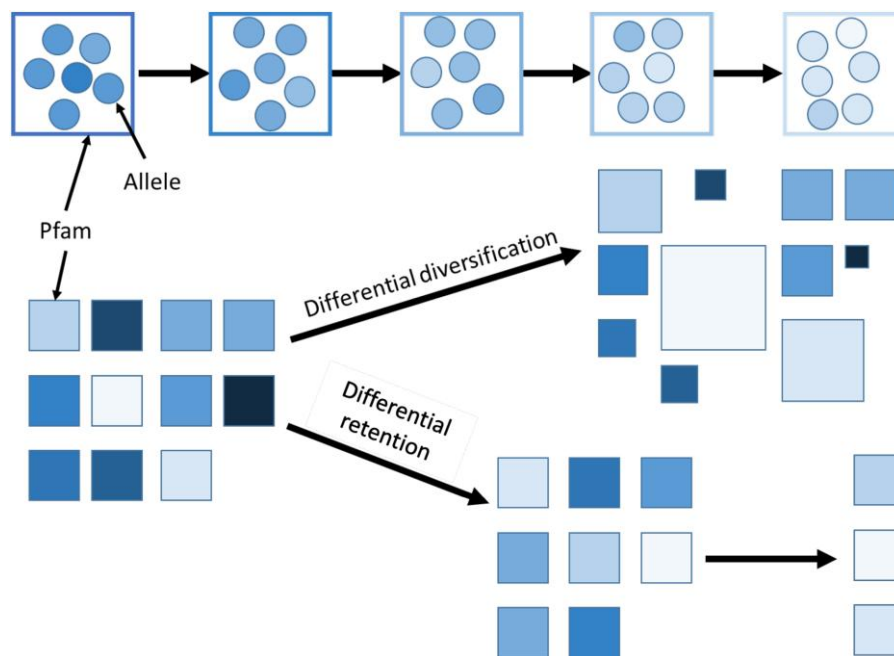 Allele
Pfam
Differential diversification
Differential
retention